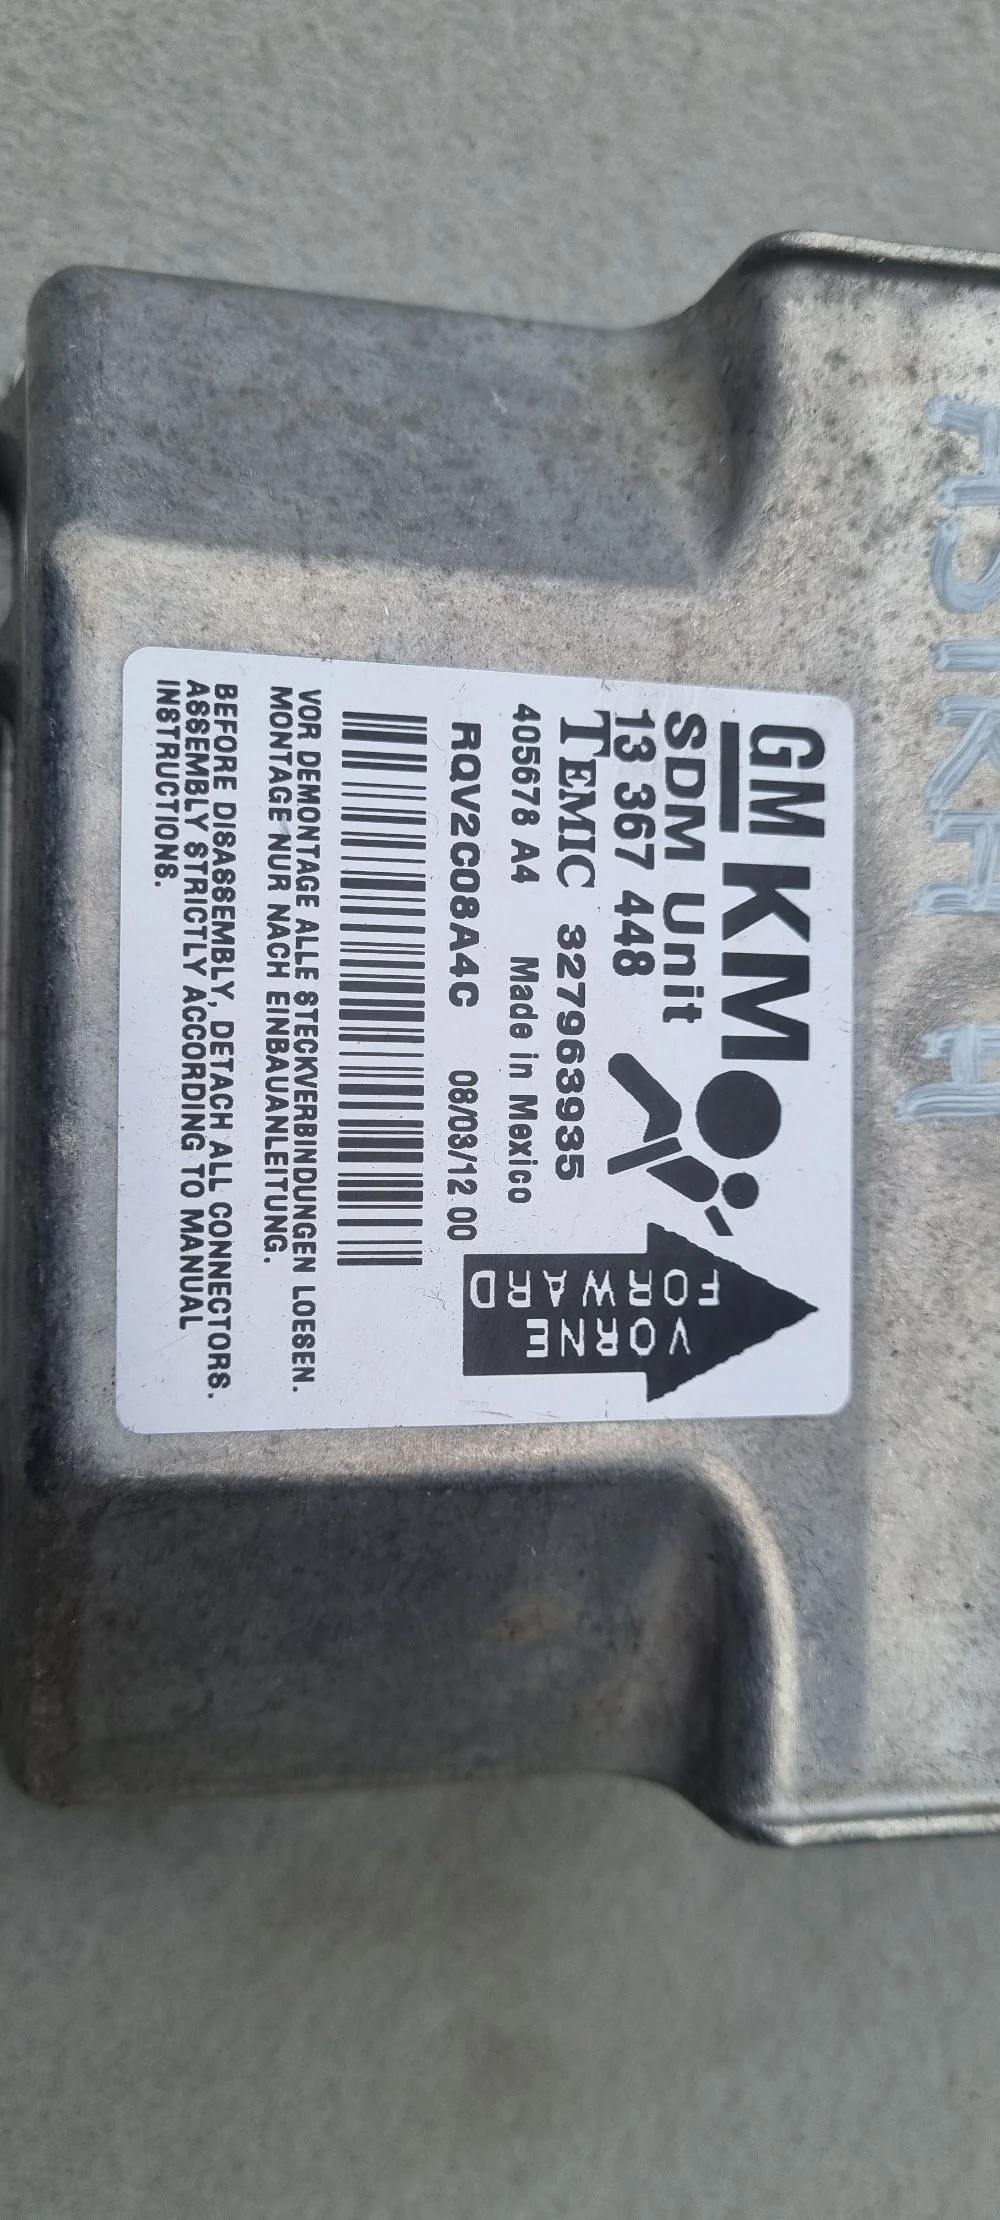 ASTRA H
GM KM
SDM Unit
13 367 448
TEMIC 327963935
405678 A4 Made in Mexico
VORNE
FORWARD
RQV2C08A4C 08/03/12 00
VOR DEMONTAGE ALLE STECKVERBINDUNGEN LOESEN.
MONTAGE NUR NACH EINBAUANLEITUNG.
BEFORE DISASSEMBLY, DETACH ALL CONNECTORS.
ASSEMBLY STRICTLY ACCORDING TO MANUAL
INSTRUCTIONS.